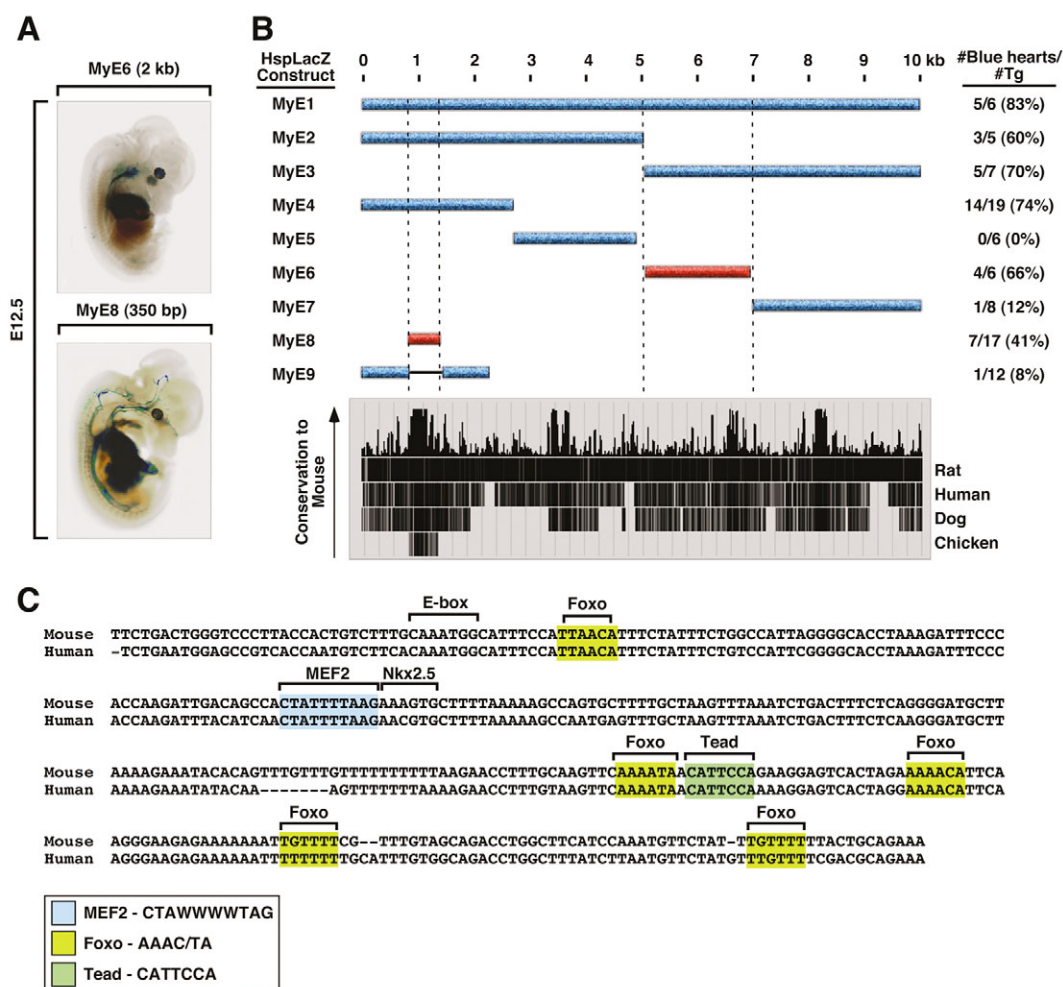 A
MyE6 (2 kb)
E12.5
MyE8 (350 bp)
B
HspLacZ
Construct
0 1 2 3 4 5 6 7 8 9 10 kb
#Blue hearts/
#Tg
MyE1 5/6 (83%)
MyE2 3/5 (60%)
MyE3 5/7 (70%)
MyE4 14/19 (74%)
MyE5 0/6 (0%)
MyE6 4/6 (66%)
MyE7 1/8 (12%)
MyE8 7/17 (41%)
MyE9 1/12 (8%)
Conservation to
Mouse
Rat
Human
Dog
Chicken
C
E-box Foxo
Mouse TTCTGACTGGGTCCCTTACCACTGTCTTTGCAAATGGCATTTCCATTAACATTTCTATTTCTGGCCATTAGGGGCACCTAAAGATTTCCC
Human -TCTGAATGGAGCCGTCACCAATGTCTTCACAAATGGCATTTCCATTAACATTTCTATTTCTGTCCATTCGGGGCACCTAAAGATTTCCC
MEF2 Nkx2.5
Mouse ACCAAGATTGACAGCCACTATTTTAAGAAAGTGCTTTTAAAAAGCCAGTGCTTTTGCTAAGTTTAAATCTGACTTTCTCAGGGGATGCTT
Human ACCAAGATTTACATCAACTATTTTAAGAACGTGCTTTTAAAAAGCCAATGAGTTTGCTAAGTTTAAATCTGACTTTCTCAAGGGATGCTT
Foxo Tead Foxo
Mouse AAAAGAAATACACAGTTTGTTTGTTTTTTTTTTAAGAACCTTTGCAAGTTCAAAATAACATTCCAGAAGGAGTCACTAGAAAAACATTCA
Human AAAAGAAATATACAA-------AGTTTTTTTAAAAGAACCTTTGTAAGTTCAAAATAACATTCCAAAAGGAGTCACTAGGAAAACATTCA
Foxo Foxo
Mouse AGGGAAGAGAAAAAAATTGTTTTCG--TTTGTAGCAGACCTGGCTTCATCCAAATGTTCTAT-TTGTTTTTTACTGCAGAAA
Human AGGGAAGAGAAAAAATTTTTTTTTGCATTTGTGGCAGACCTGGCTTTATCTTAATGTTCTATGTTTGTTTTCGACGCAGAAA
MEF2 - CTAWWWWTAG
Foxo - AAAC/TA
Tead - CATTCCA